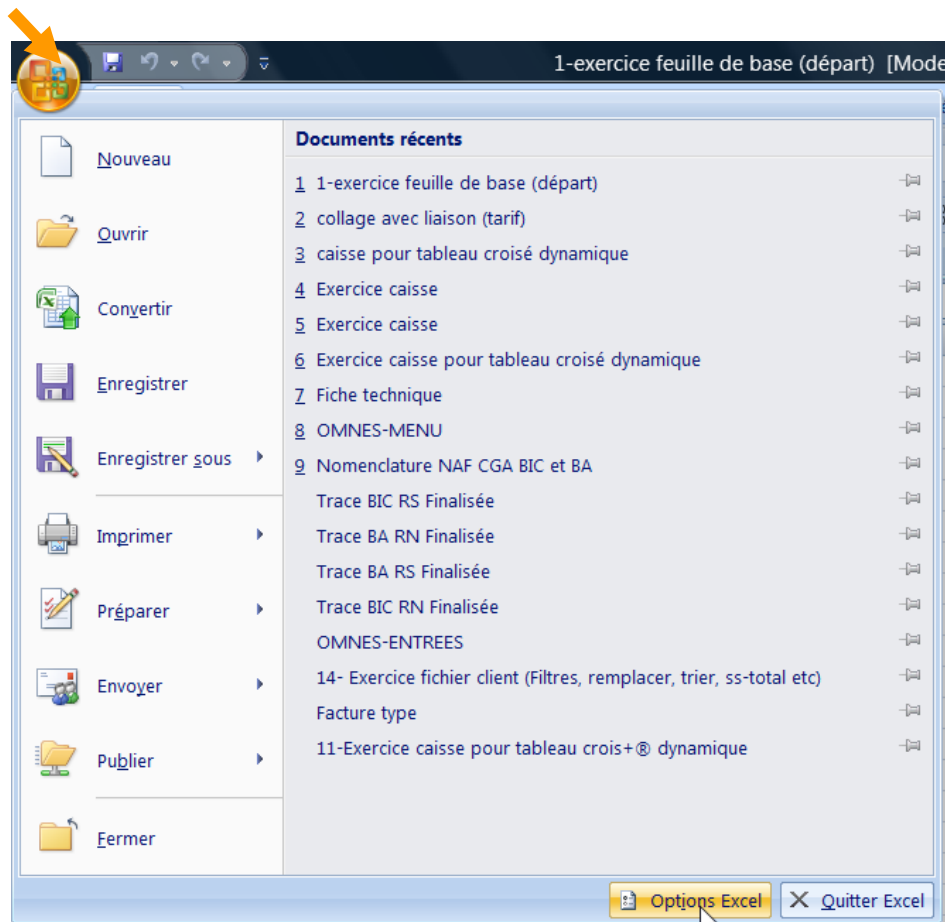 1-exercice feuille de base (départ) [Mode
Nouveau
Ouvrir
Convertir
Enregistrer
Enregistrer sous
Imprimer
Préparer
Envoyer
Publier
Fermer
Documents récents
1 1-exercice feuille de base (départ)
2 collage avec liaison (tarif)
3 caisse pour tableau croisé dynamique
4 Exercice caisse
5 Exercice caisse
6 Exercice caisse pour tableau croisé dynamique
7 Fiche technique
8 OMNES-MENU
9 Nomenclature NAF CGA BIC et BA
Trace BIC RS Finalisée
Trace BA RN Finalisée
Trace BA RS Finalisée
Trace BIC RN Finalisée
OMNES-ENTREES
14- Exercice fichier client (Filtres, remplacer, trier, ss-total etc)
Facture type
11-Exercice caisse pour tableau crois+® dynamique
Options Excel
Quitter Excel